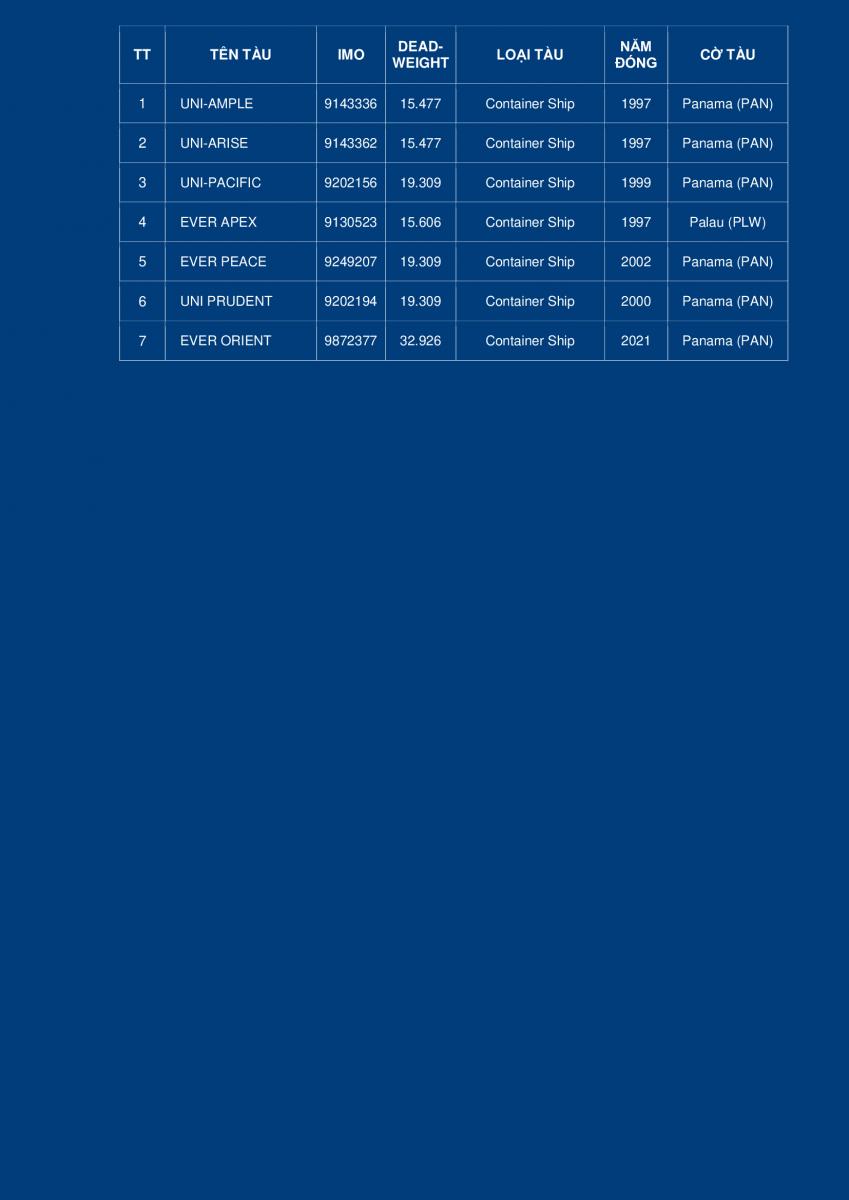 TT TÊN TÀU IMO DEAD-WEIGHT LOẠI TÀU NĂM ĐÓNG CỜ TÀU
1 UNI-AMPLE 9143336 15.477 Container Ship 1997 Panama (PAN)
2 UNI-ARISE 9143362 15.477 Container Ship 1997 Panama (PAN)
3 UNI-PACIFIC 9202156 19.309 Container Ship 1999 Panama (PAN)
4 EVER APEX 9130523 15.606 Container Ship 1997 Palau (PLW)
5 EVER PEACE 9249207 19.309 Container Ship 2002 Panama (PAN)
6 UNI PRUDENT 9202194 19.309 Container Ship 2000 Panama (PAN)
7 EVER ORIENT 9872377 32.926 Container Ship 2021 Panama (PAN)